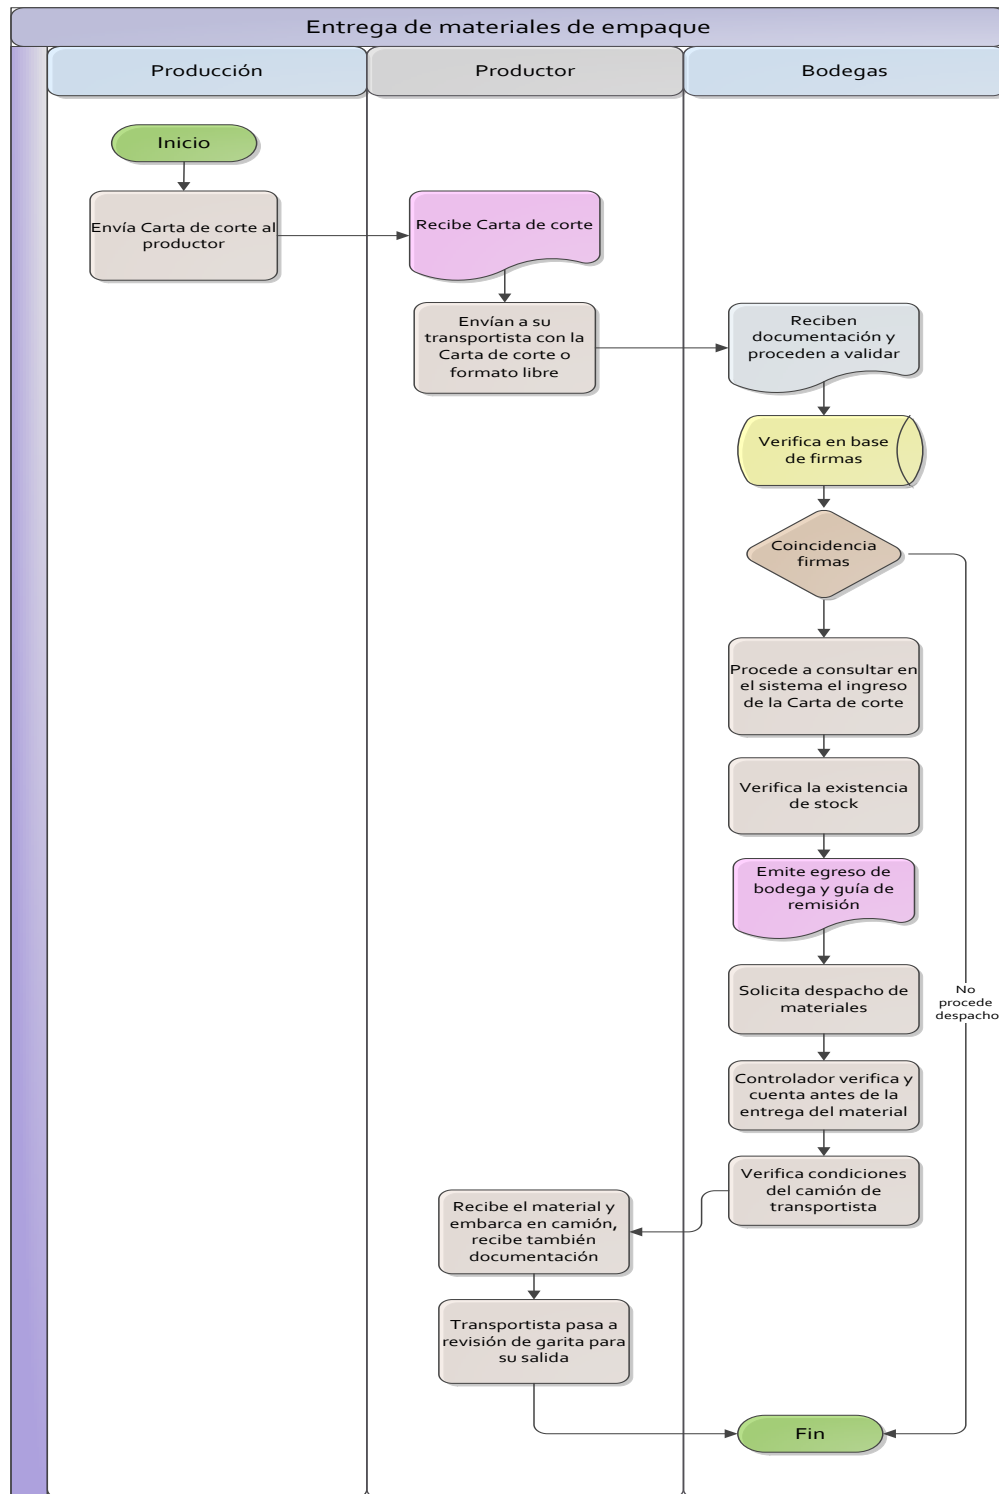 Entrega de materiales de empaque
Producción
Productor
Bodegas
Inicio
Envía Carta de corte al
productor
Recibe Carta de corte
Envían a su
transportista con la
Carta de corte o
formato libre
Reciben
documentación y
proceden a validar
Verifica en base
de firmas
Coincidencia
firmas
Procede a consultar en
el sistema el ingreso
de la Carta de corte
Verifica la existencia
de stock
Emite egreso de
bodega y guía de
remisión
Solicita despacho de
materiales
No
procede
despacho
Controlador verifica y
cuenta antes de la
entrega del material
Verifica condiciones
del camión de
transportista
Recibe el material y
embarca en camión,
recibe también
documentación
Transportista pasa a
revisión de garita para
su salida
Fin